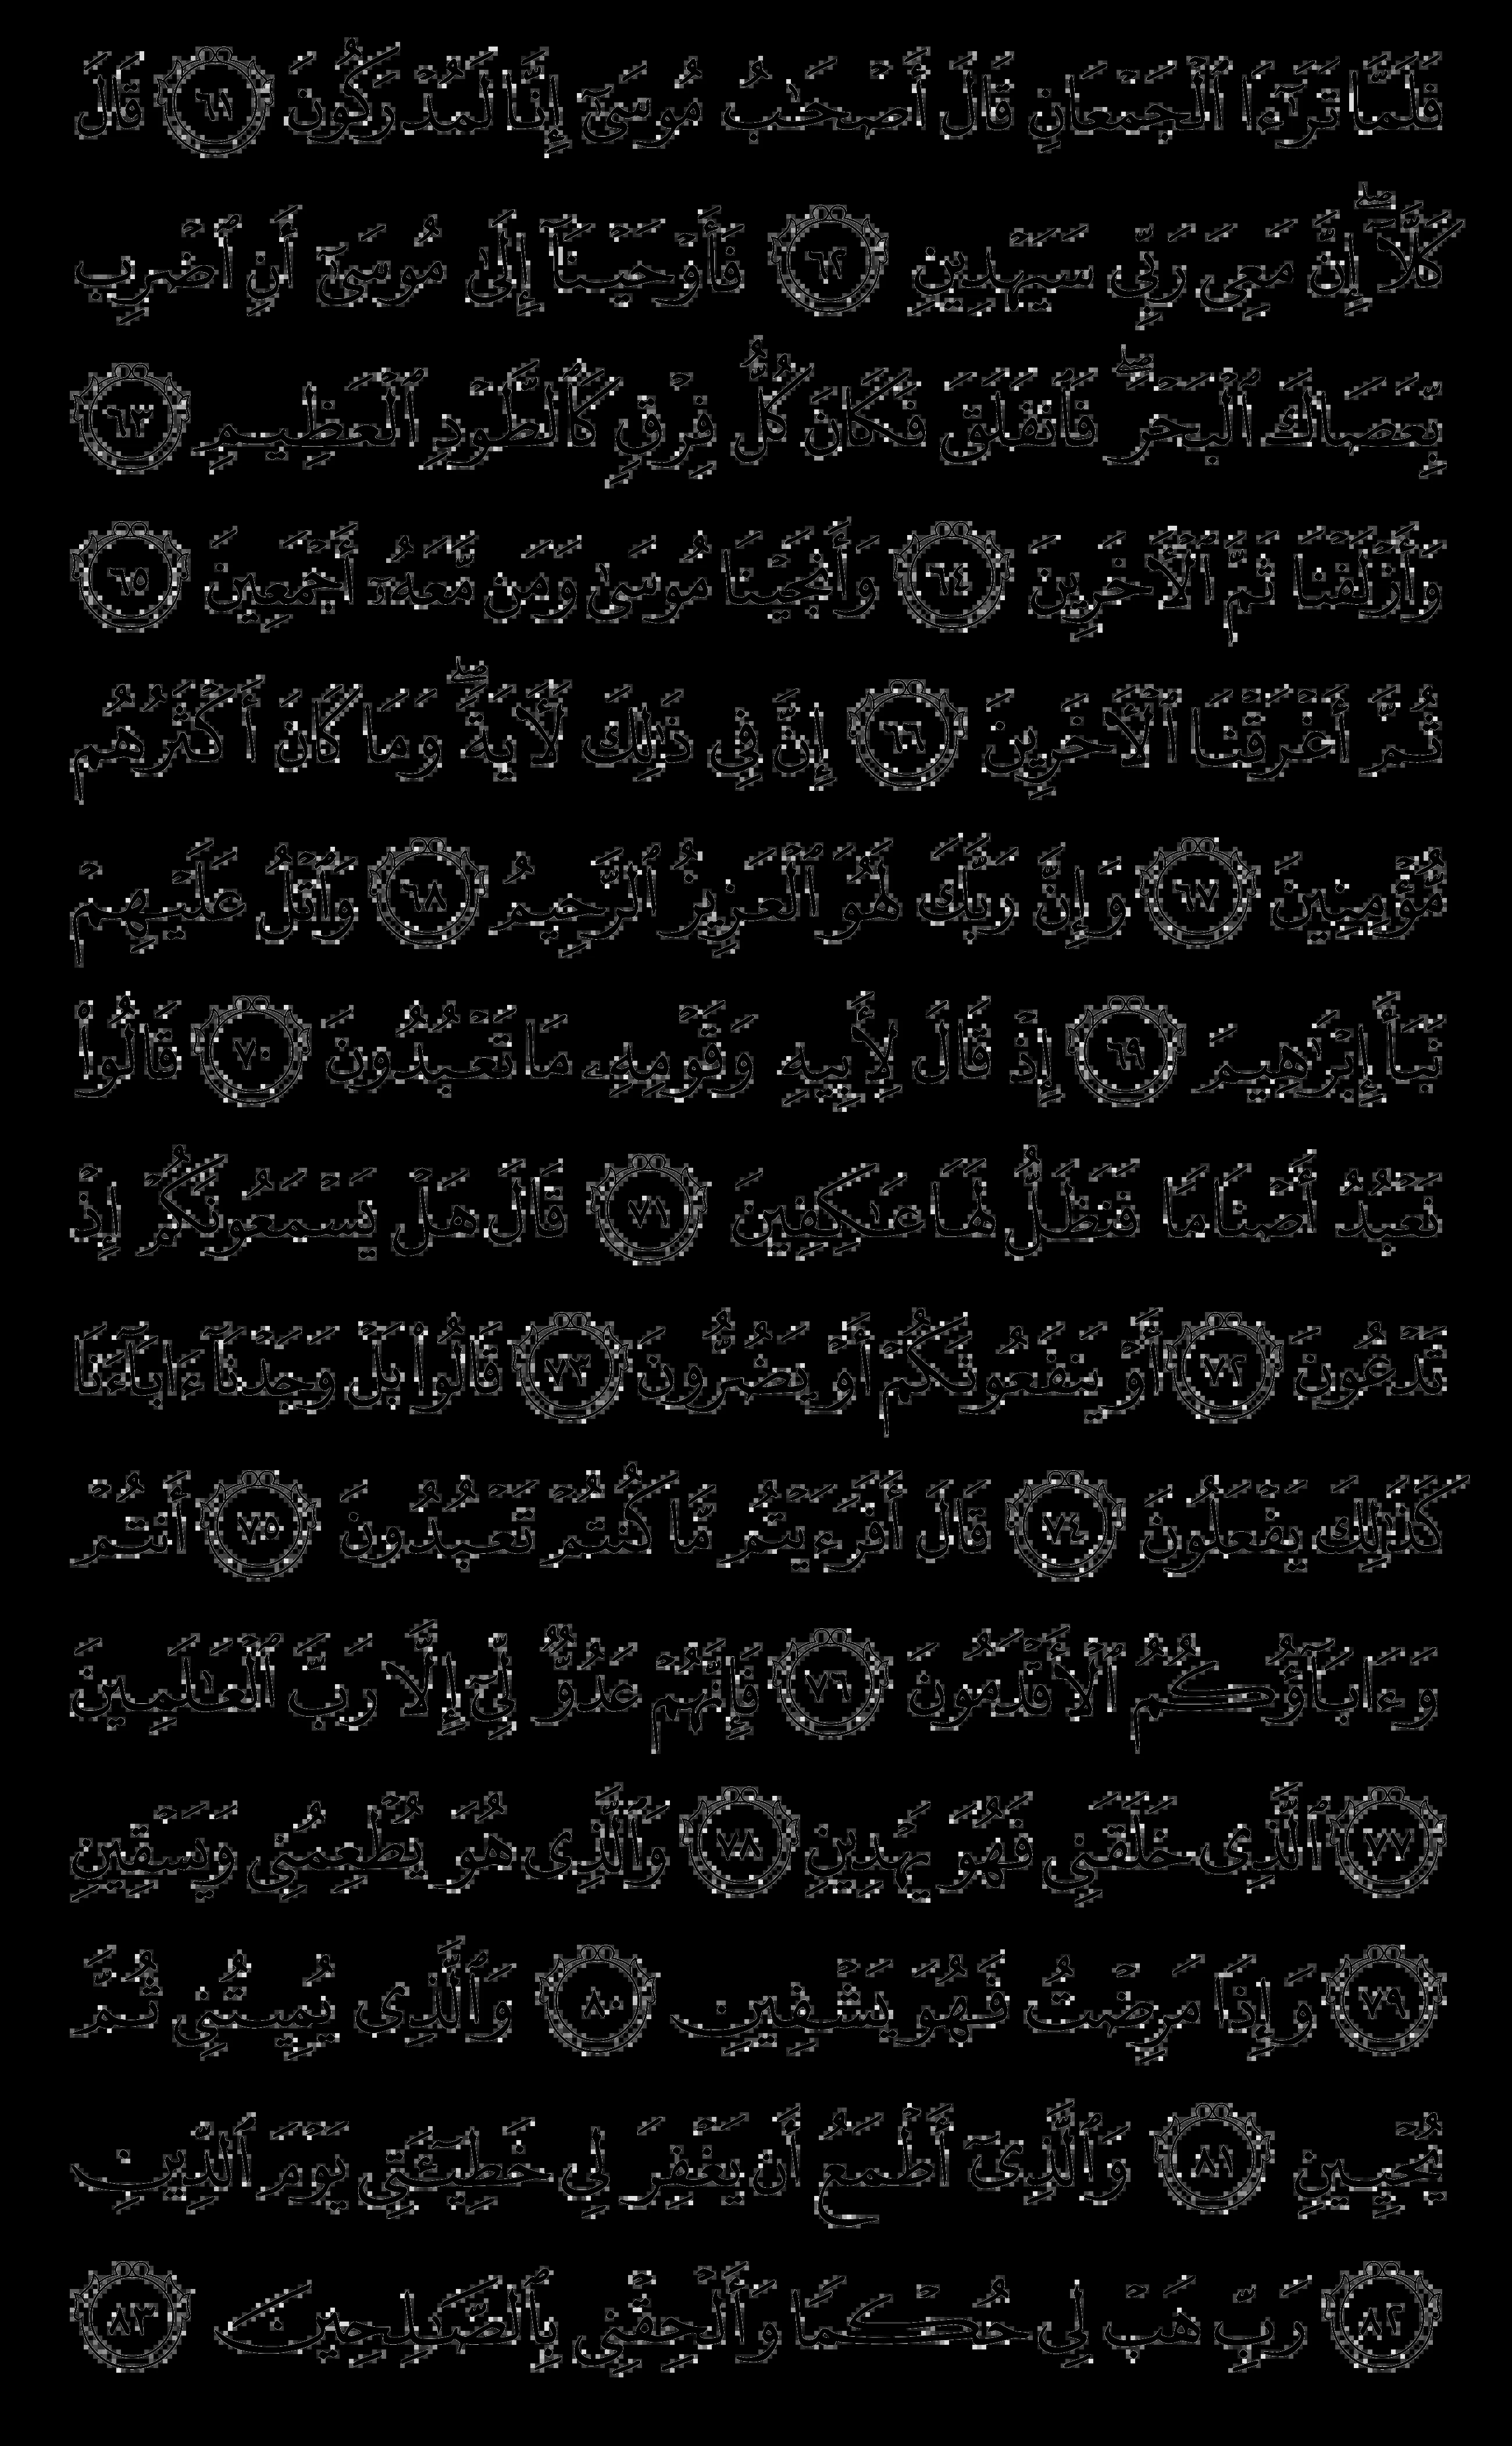 فَلَمَّا تَرَٰٓءَا ٱلْجَمْعَانِ قَالَ أَصْحَٰبُ مُوسَىٰٓ إِنَّا لَمُدْرَكُونَ ٦١ قَالَ
كَلَّآ ۖ إِنَّ مَعِىَ رَبِّى سَيَهْدِينِ ٦٢ فَأَوْحَيْنَآ إِلَىٰ مُوسَىٰٓ أَنِ ٱضْرِب
بِّعَصَاكَ ٱلْبَحْرَ ۖ فَٱنفَلَقَ فَكَانَ كُلُّ فِرْقٍ كَٱلطَّوْدِ ٱلْعَظِيمِ ٦٣
وَأَزْلَفْنَا ثَمَّ ٱلْءَاخَرِينَ ٦٤ وَأَنجَيْنَا مُوسَىٰ وَمَن مَّعَهُۥٓ أَجْمَعِينَ ٦٥
ثُمَّ أَغْرَقْنَا ٱلْءَاخَرِينَ ٦٦ إِنَّ فِى ذَٰلِكَ لَءَايَةً ۖ وَمَا كَانَ أَكْثَرُهُم
مُّؤْمِنِينَ ٦٧ وَإِنَّ رَبَّكَ لَهُوَ ٱلْعَزِيزُ ٱلرَّحِيمُ ٦٨ وَٱتْلُ عَلَيْهِمْ
نَبَأَ إِبْرَٰهِيمَ ٦٩ إِذْ قَالَ لِأَبِيهِ وَقَوْمِهِۦ مَا تَعْبُدُونَ ٧٠ قَالُوا۟
نَعْبُدُ أَصْنَامًا فَنَظَلُّ لَهَا عَٰكِفِينَ ٧١ قَالَ هَلْ يَسْمَعُونَكُمْ إِذْ
تَدْعُونَ ٧٢ أَوْ يَنفَعُونَكُمْ أَوْ يَضُرُّونَ ٧٣ قَالُوا۟ بَلْ وَجَدْنَآ ءَابَآءَنَا
كَذَٰلِكَ يَفْعَلُونَ ٧٤ قَالَ أَفَرَءَيْتُم مَّا كُنتُمْ تَعْبُدُونَ ٧٥ أَنتُمْ
وَءَابَآؤُكُمُ ٱلْأَقْدَمُونَ ٧٦ فَإِنَّهُمْ عَدُوٌّ لِّىٓ إِلَّا رَبَّ ٱلْعَٰلَمِينَ
٧٧ ٱلَّذِى خَلَقَنِى فَهُوَ يَهْدِينِ ٧٨ وَٱلَّذِى هُوَ يُطْعِمُنِى وَيَسْقِينِ
٧٩ وَإِذَا مَرِضْتُ فَهُوَ يَشْفِينِ ٨٠ وَٱلَّذِى يُمِيتُنِى ثُمَّ
يُحْيِينِ ٨١ وَٱلَّذِىٓ أَطْمَعُ أَن يَغْفِرَ لِى خَطِيٓـَٔتِى يَوْمَ ٱلدِّينِ
٨٢ رَبِّ هَبْ لِى حُكْمًا وَأَلْحِقْنِى بِٱلصَّٰلِحِينَ ٨٣